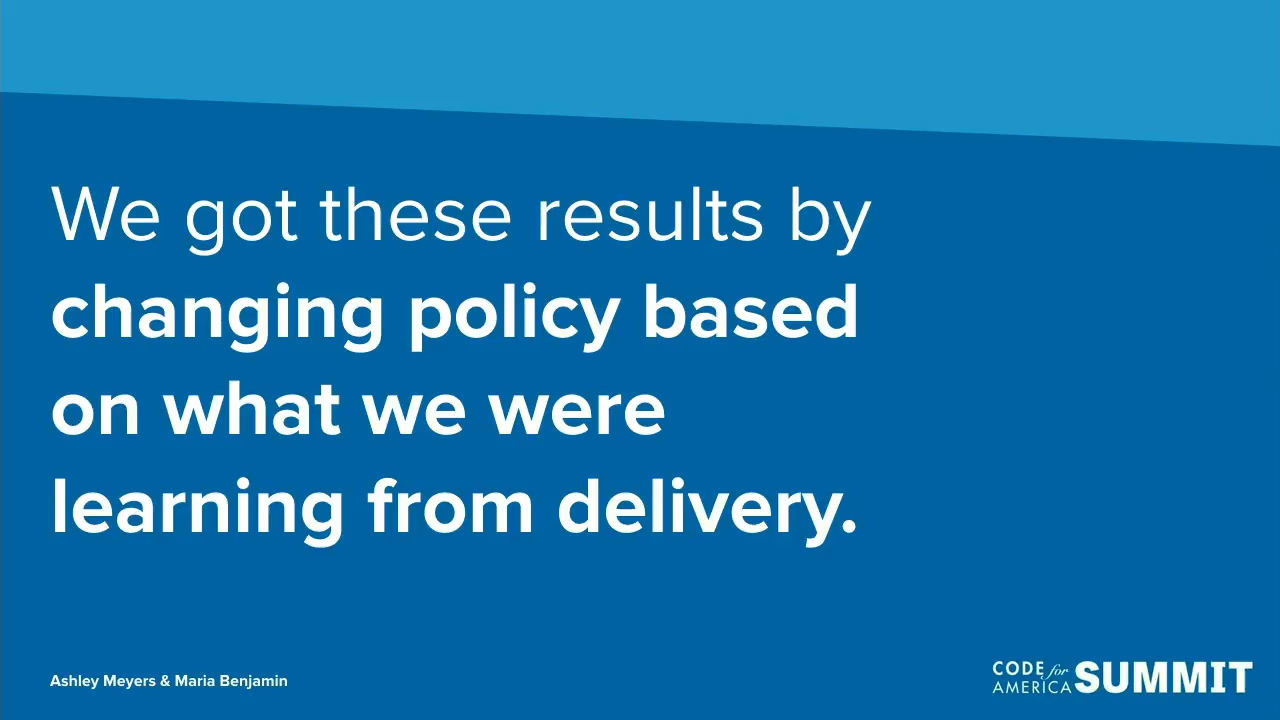 We got these results by
changing policy based
on what we were
learning from delivery.
Ashley Meyers & Maria Benjamin
CODE for
AMERICA SUMMIT